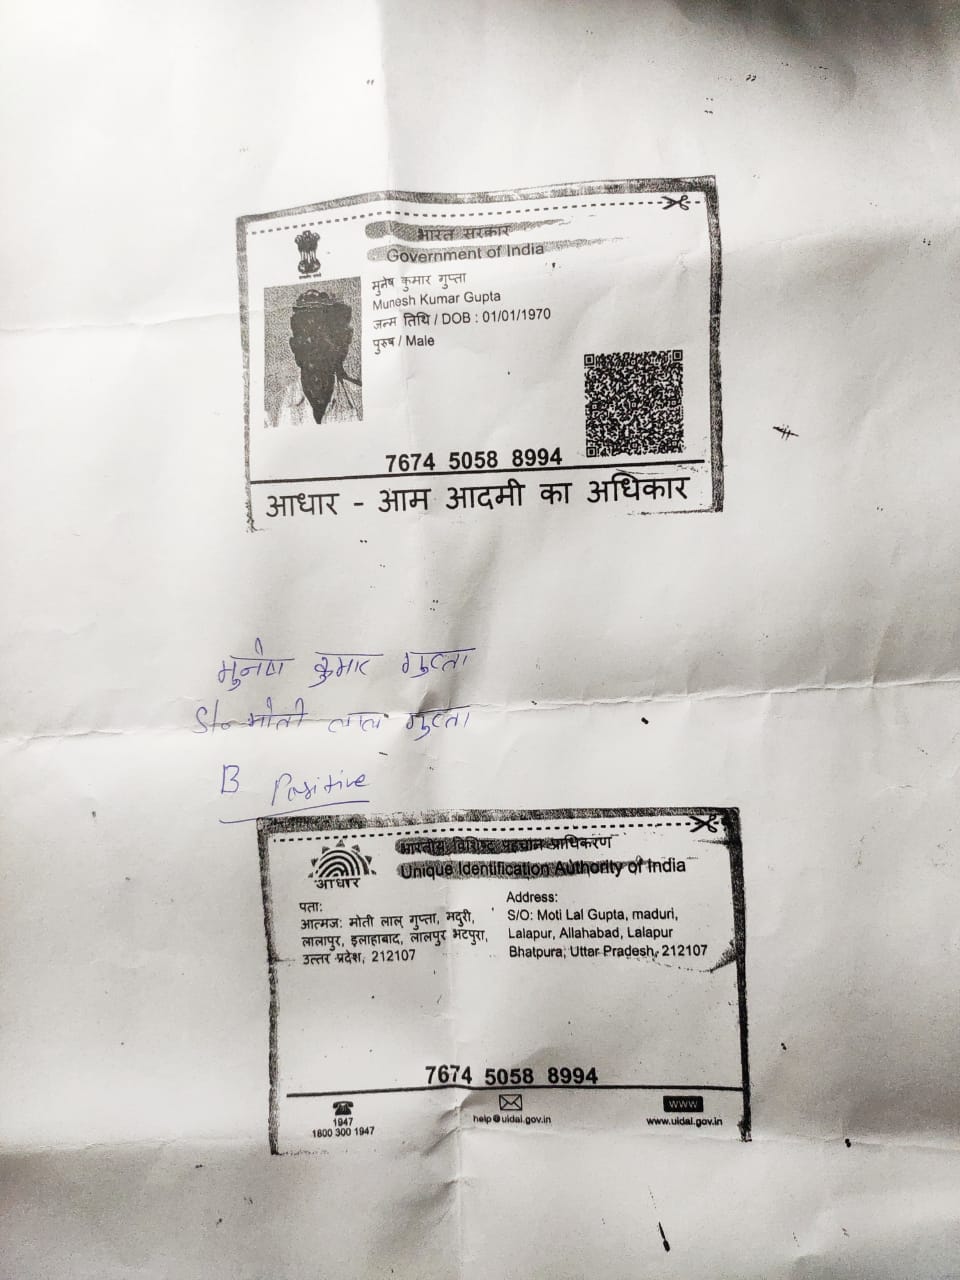 भारत सरकार
Government of India
मुनेष कुमार गुप्ता
Munesh Kumar Gupta
जन्म तिथि / DOB : 01/01/1970
पुरुष / Male
7674 5058 8994
आधार - आम आदमी का अधिकार
मुनेष कुमार गुप्ता
S/o मोती लाल गुप्ता
B Positive
भारतीय विशिष्ट पहचान प्राधिकरण
Unique Identification Authority of India
आधार
पता:
आत्मज: मोती लाल् गुप्ता, मदुरी,
लालापुर, इलाहाबाद, लालपुर भटपुरा,
उत्तर प्रदेश, 212107
Address:
S/O: Moti Lal Gupta, maduri,
Lalapur, Allahabad, Lalapur
Bhatpura, Uttar Pradesh, 212107
7674 5058 8994
1947
1800 300 1947
help@uidai.gov.in
www
www.uidai.gov.in